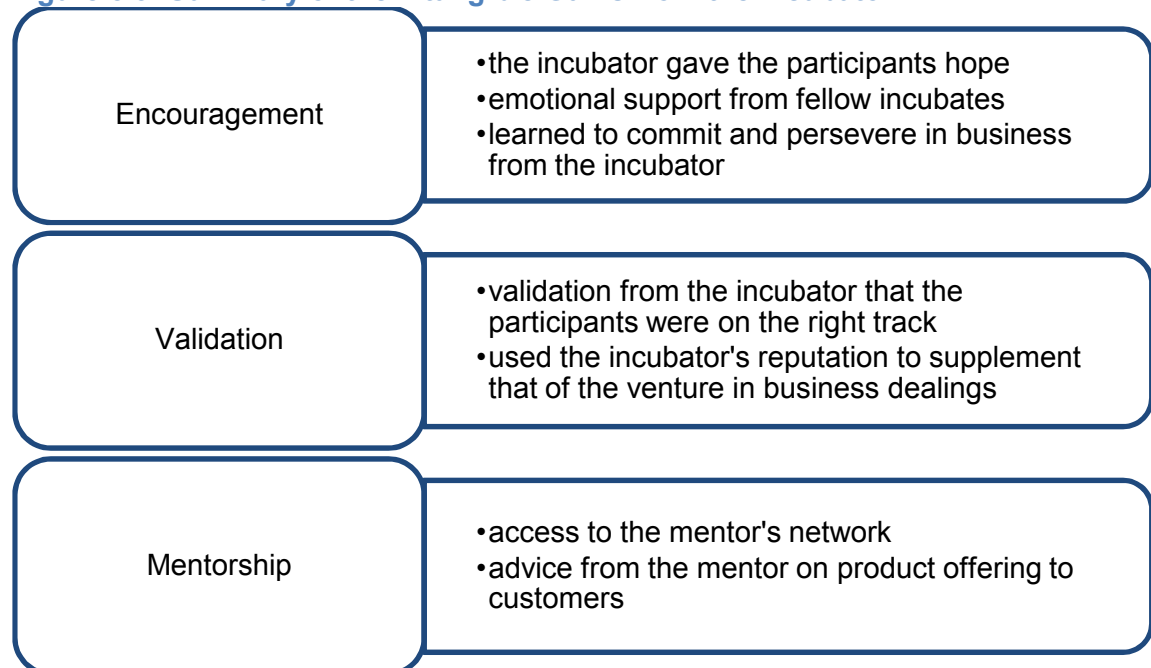 Encouragement
•the incubator gave the participants hope
•emotional support from fellow incubates
•learned to commit and persevere in business
from the incubator
Validation
•validation from the incubator that the
participants were on the right track
•used the incubator's reputation to supplement
that of the venture in business dealings
Mentorship
•access to the mentor's network
•advice from the mentor on product offering to
customers